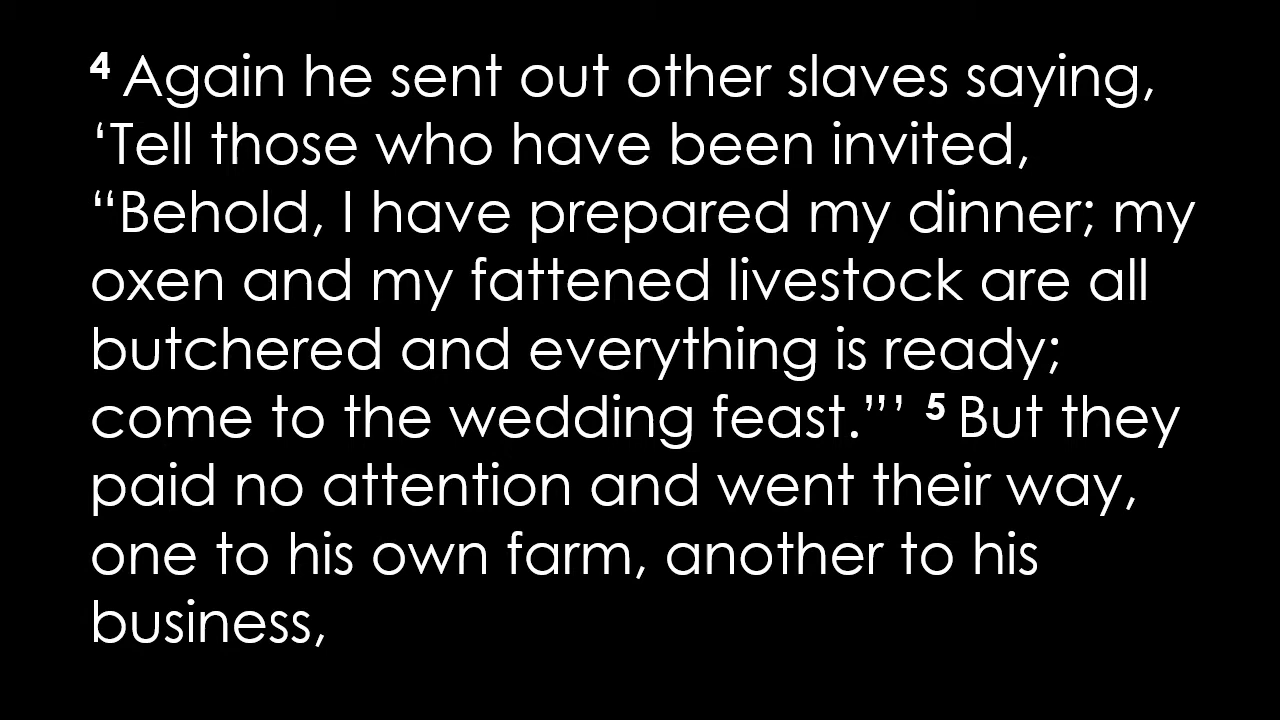 4 Again he sent out other slaves saying,
‘Tell those who have been invited,
“Behold, I have prepared my dinner; my
oxen and my fattened livestock are all
butchered and everything is ready;
come to the wedding feast.”’ 5 But they
paid no attention and went their way,
one to his own farm, another to his
business,